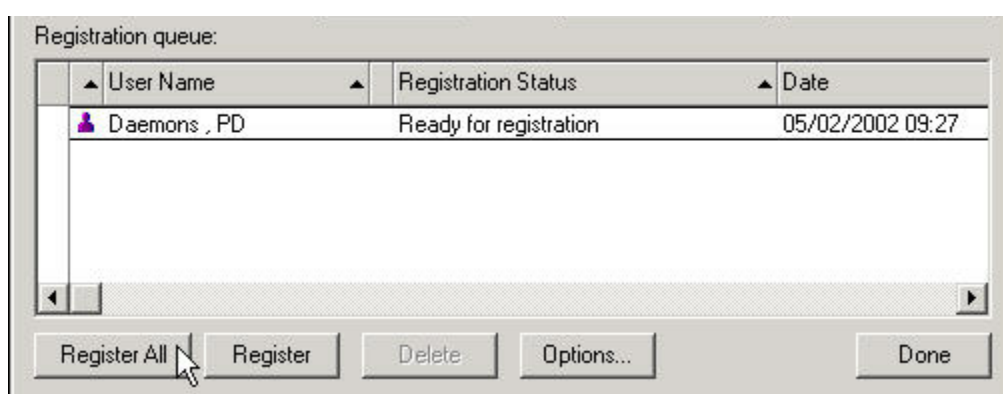 Registration queue:
User Name Registration Status Date
Daemons , PD Ready for registration 05/02/2002 09:27
Register All Register Delete Options... Done